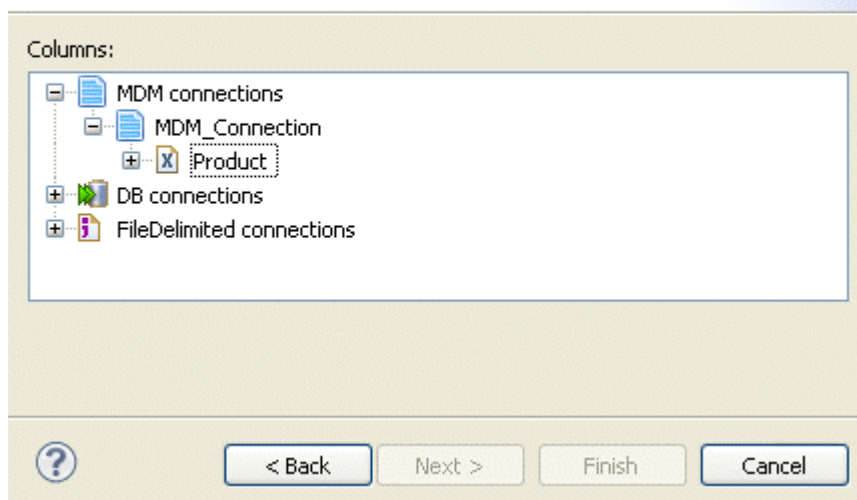 Columns:
MDM connections
MDM_Connection
Product
DB connections
FileDelimited connections
< Back
Next >
Finish
Cancel